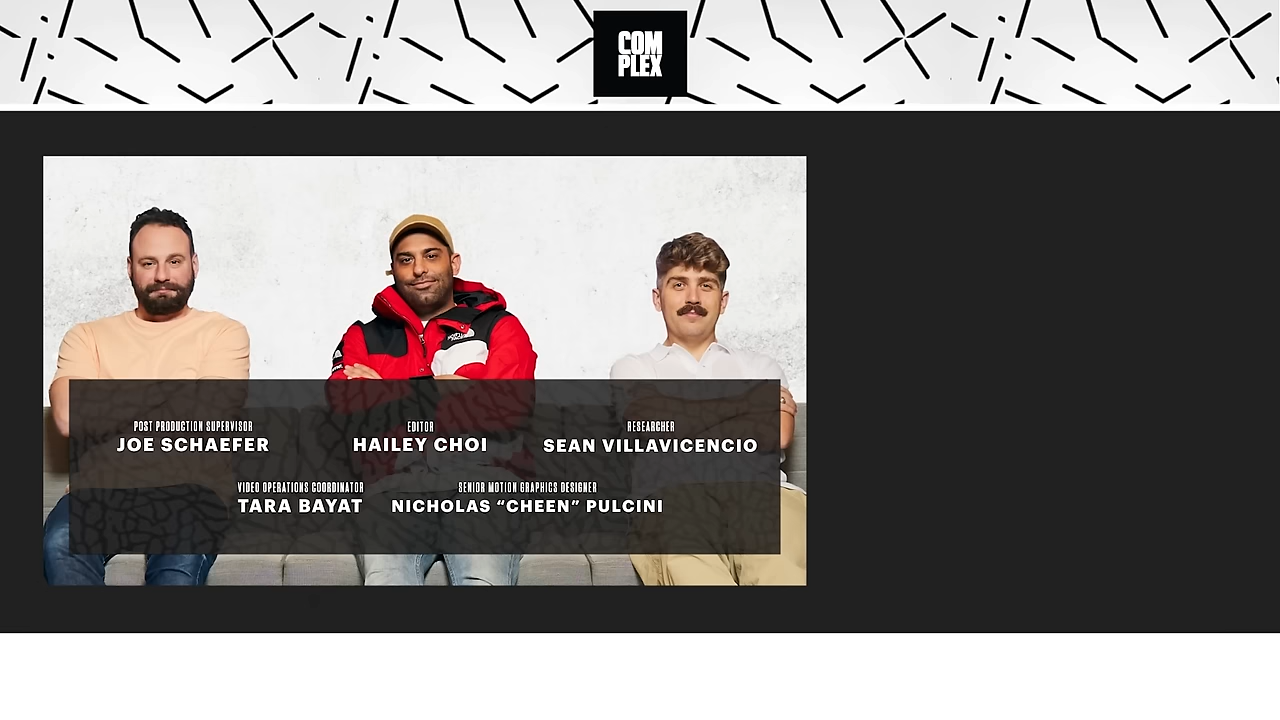 COM
PLEX
POST PRODUCTION SUPERVISOR
JOE SCHAEFER
EDITOR
HAILEY CHOI
RESEARCHER
SEAN VILLAVICENCIO
VIDEO OPERATIONS COORDINATOR
TARA BAYAT
SENIOR MOTION GRAPHICS DESIGNER
NICHOLAS “CHEEN” PULCINI